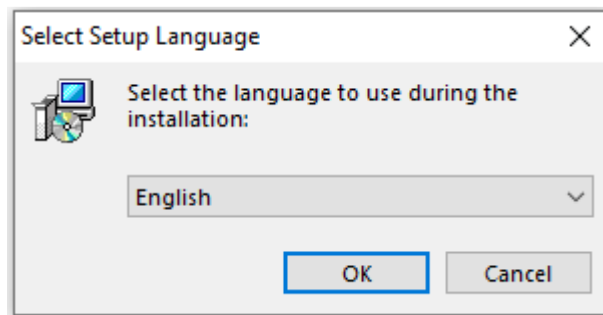 Select Setup Language
Select the language to use during the
installation:
English
OK
Cancel